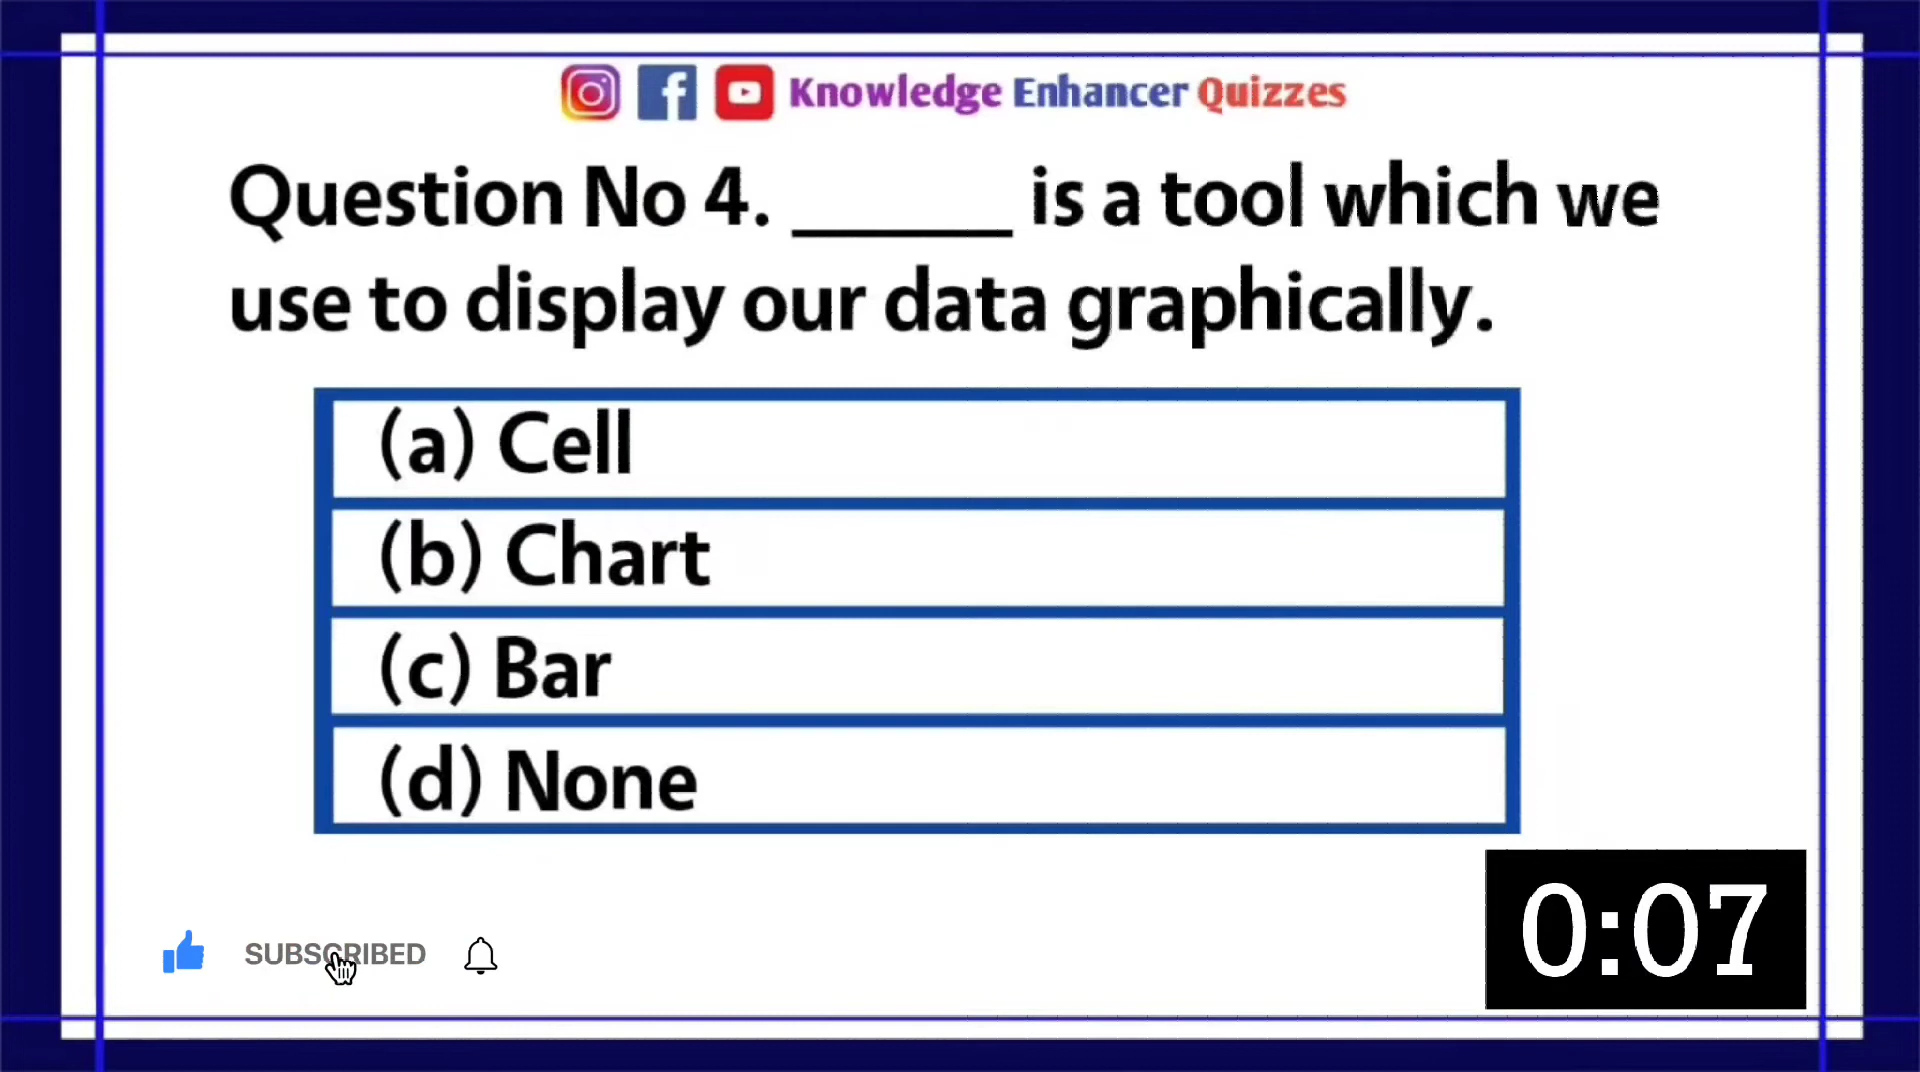 Knowledge Enhancer Quizzes
Question No 4. ______ is a tool which we
use to display our data graphically.
(a) Cell
(b) Chart
(c) Bar
(d) None
SUBSCRIBED
0:07